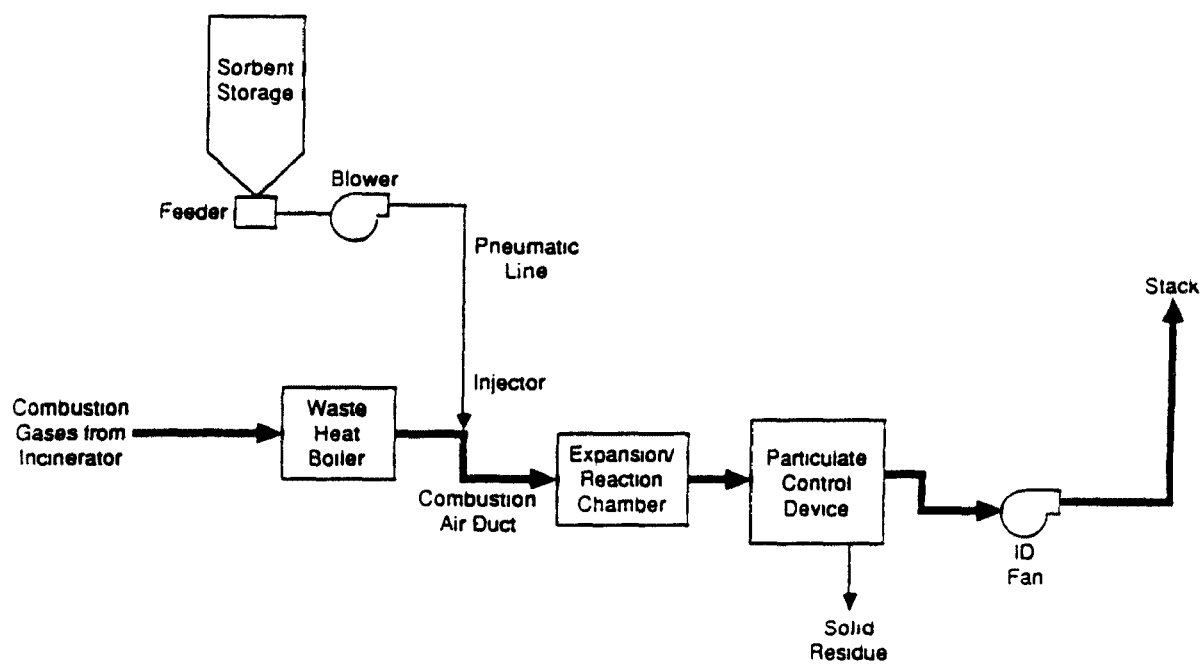 Sorbent
Storage
Feeder
Blower
Pneumatic
Line
Stack
Injector
Combustion
Gases from
Incinerator
Waste
Heat
Boiler
Combustion
Air Duct
Expansion/
Reaction
Chamber
Particulate
Control
Device
ID
Fan
Solid
Residue